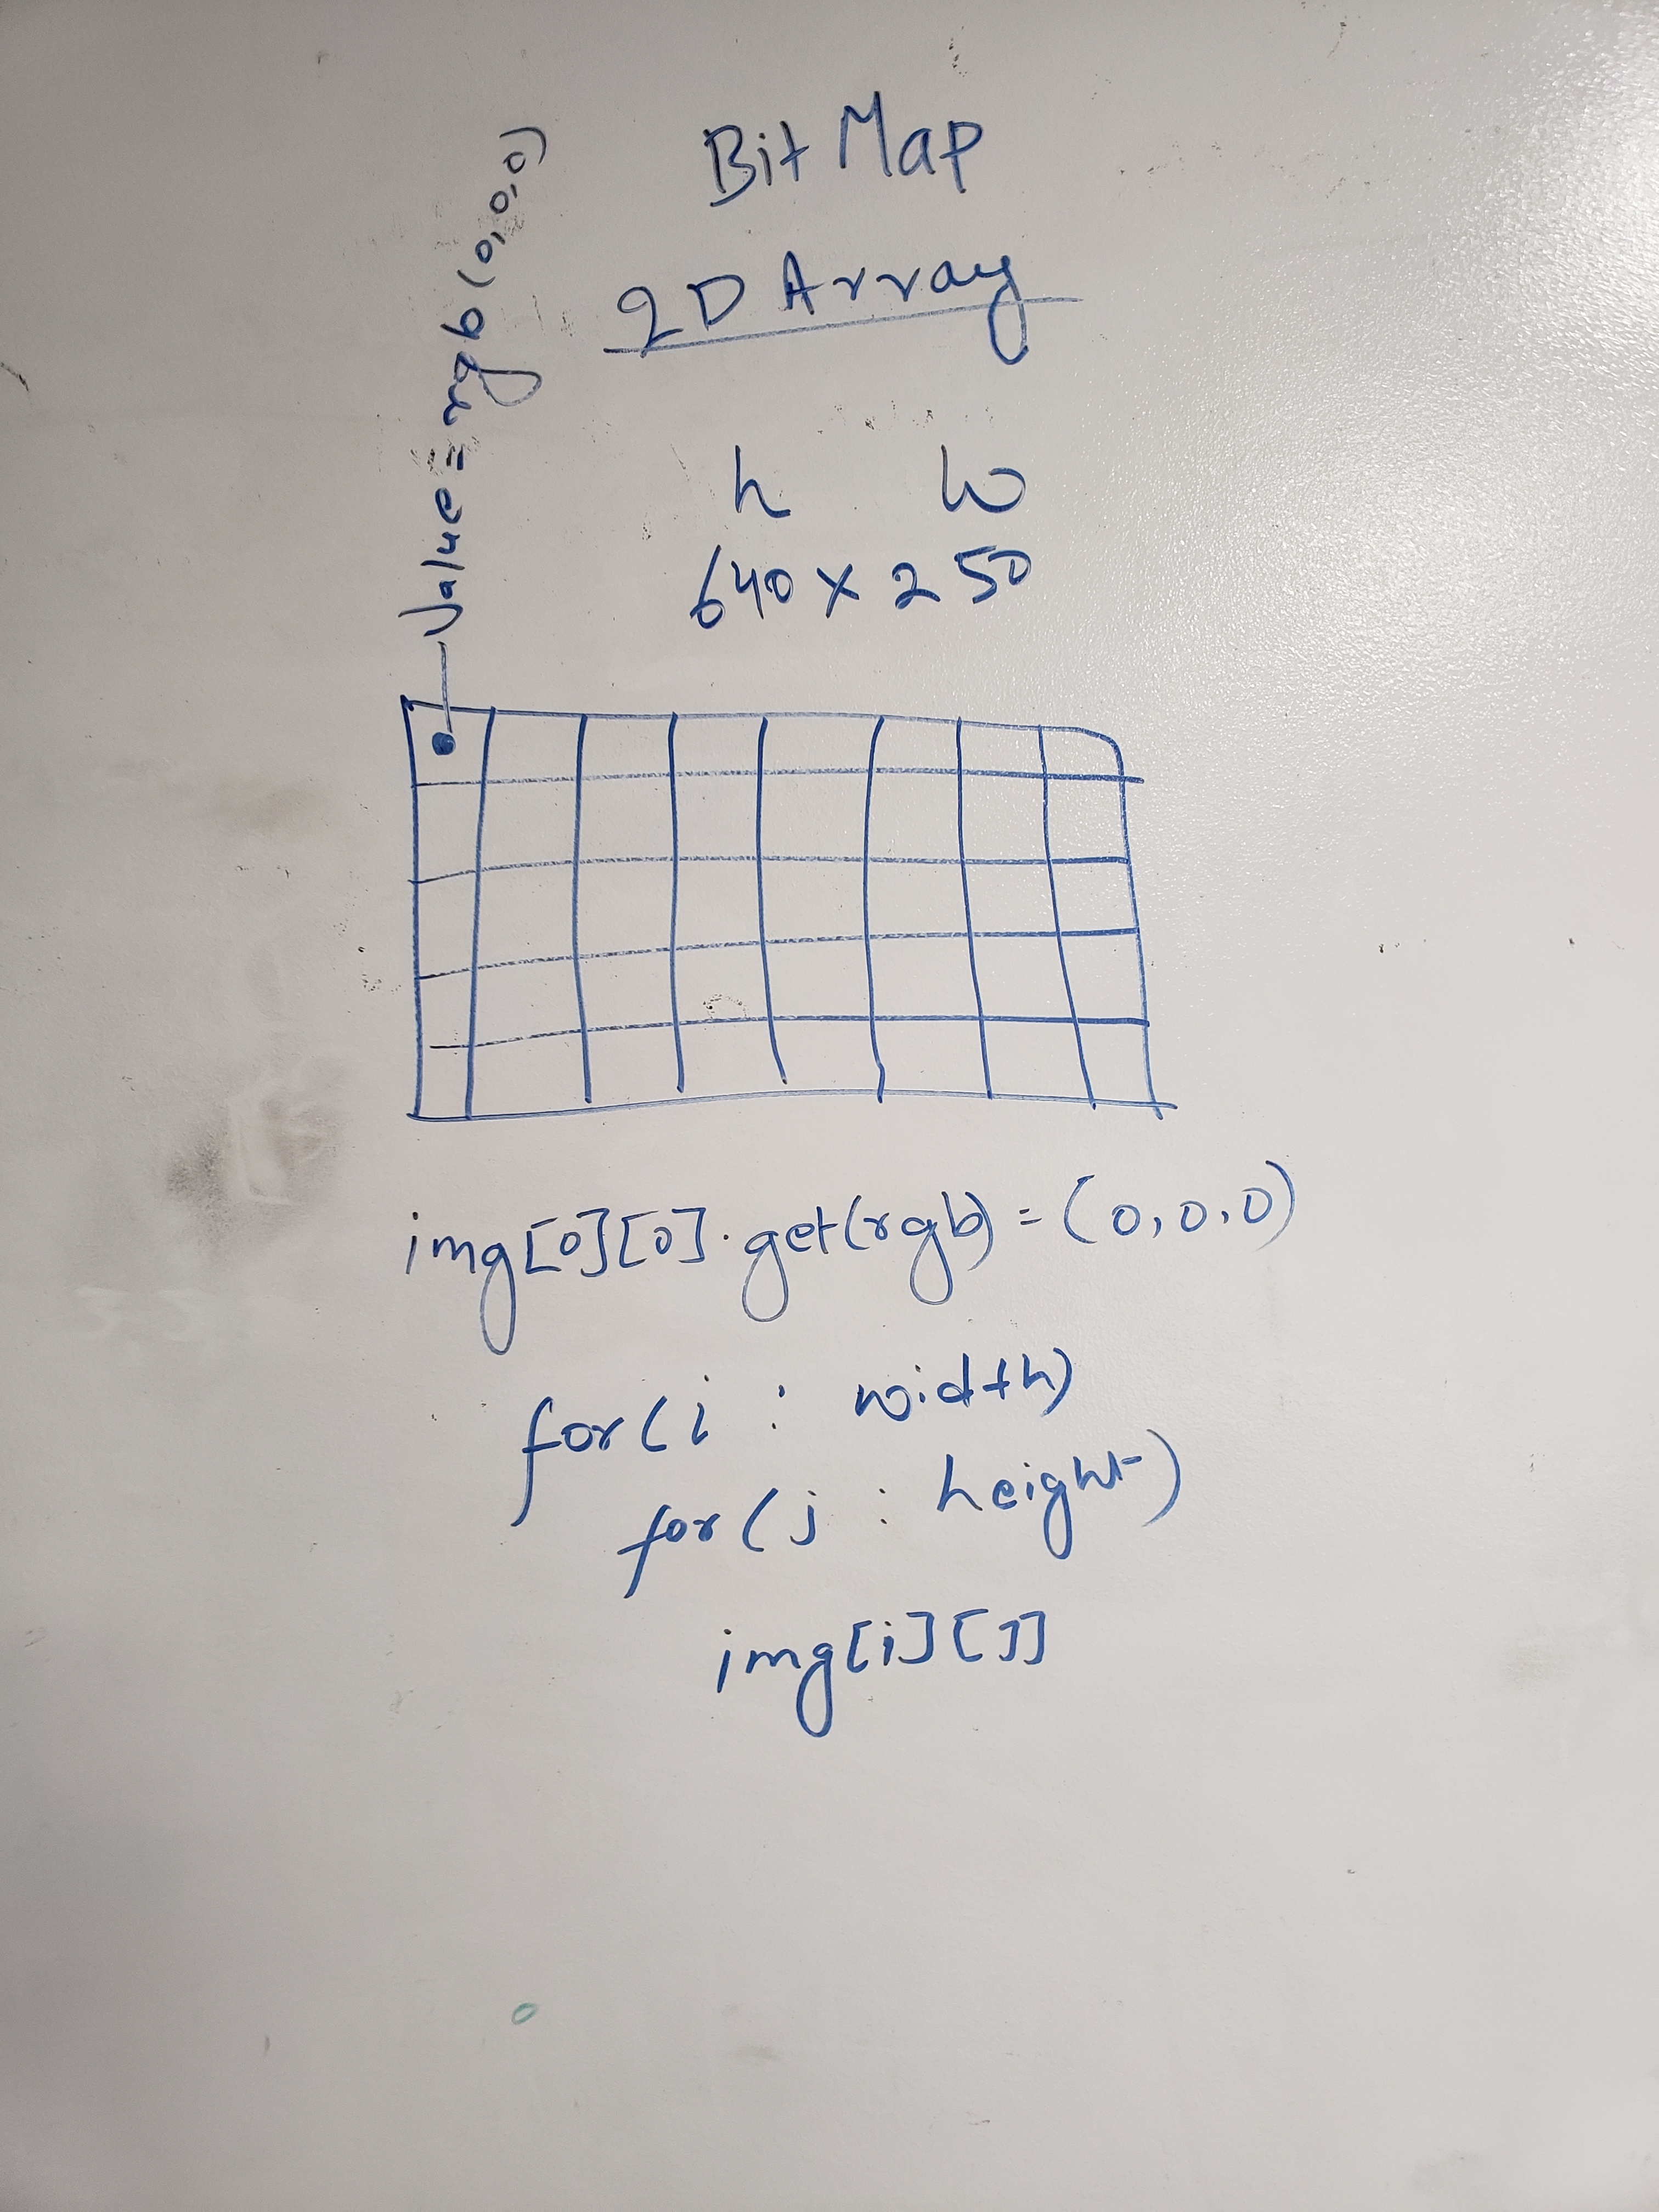 Bit Map
2D Array
Value = rgb (0,0,0)
h w
640 x 250
img[0][0].get(rgb) = (0,0,0)
for(i : width)
for(j : height)
img[i][j]